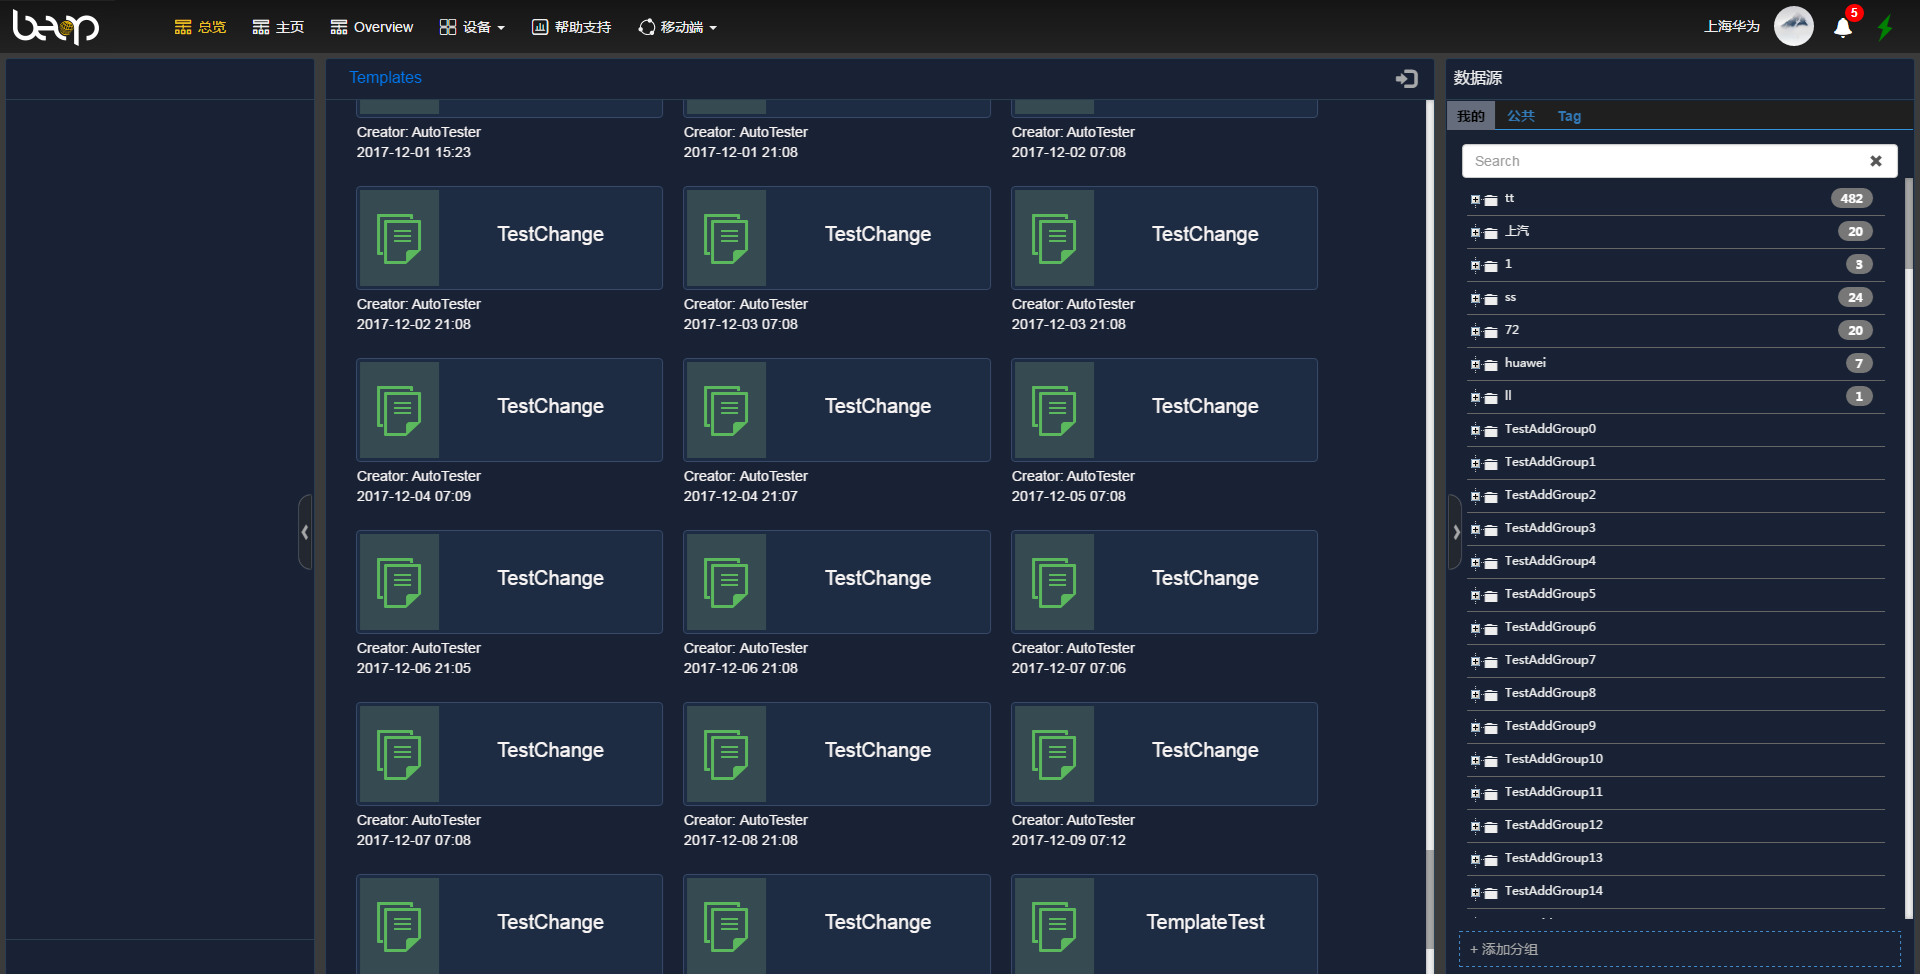 beop
总览 主页 Overview 设备 帮助支持 移动端 上海华为 5
Templates
Creator: AutoTester Creator: AutoTester Creator: AutoTester
2017-12-01 15:23 2017-12-01 21:08 2017-12-02 07:08
TestChange TestChange TestChange
Creator: AutoTester Creator: AutoTester Creator: AutoTester
2017-12-02 21:08 2017-12-03 07:08 2017-12-03 21:08
TestChange TestChange TestChange
Creator: AutoTester Creator: AutoTester Creator: AutoTester
2017-12-04 07:09 2017-12-04 21:07 2017-12-05 07:08
TestChange TestChange TestChange
Creator: AutoTester Creator: AutoTester Creator: AutoTester
2017-12-06 21:05 2017-12-06 21:08 2017-12-07 07:06
TestChange TestChange TestChange
Creator: AutoTester Creator: AutoTester Creator: AutoTester
2017-12-07 07:08 2017-12-08 21:08 2017-12-09 07:12
TestChange TestChange TemplateTest
数据源
我的 公共 Tag
Search
tt 482
上汽 20
1 3
ss 24
72 20
huawei 7
ll 1
TestAddGroup0
TestAddGroup1
TestAddGroup2
TestAddGroup3
TestAddGroup4
TestAddGroup5
TestAddGroup6
TestAddGroup7
TestAddGroup8
TestAddGroup9
TestAddGroup10
TestAddGroup11
TestAddGroup12
TestAddGroup13
TestAddGroup14
+ 添加分组